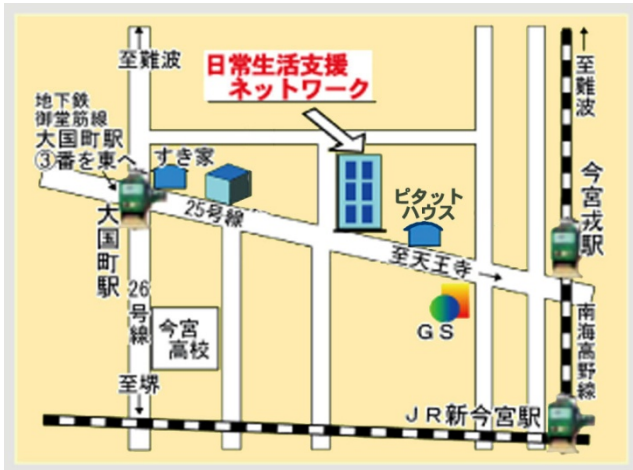 至難波
日常生活支援
ネットワーク
至難波
地下鉄
御堂筋線
大国町駅
③番を東へ
すき家
ピタット
ハウス
今宮戎駅
25号線
大国町駅
至天王寺
26号線
今宮
高校
GS
南海高野線
至堺
JR新今宮駅